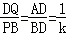 DQ/PB = AD/BD = 1/k